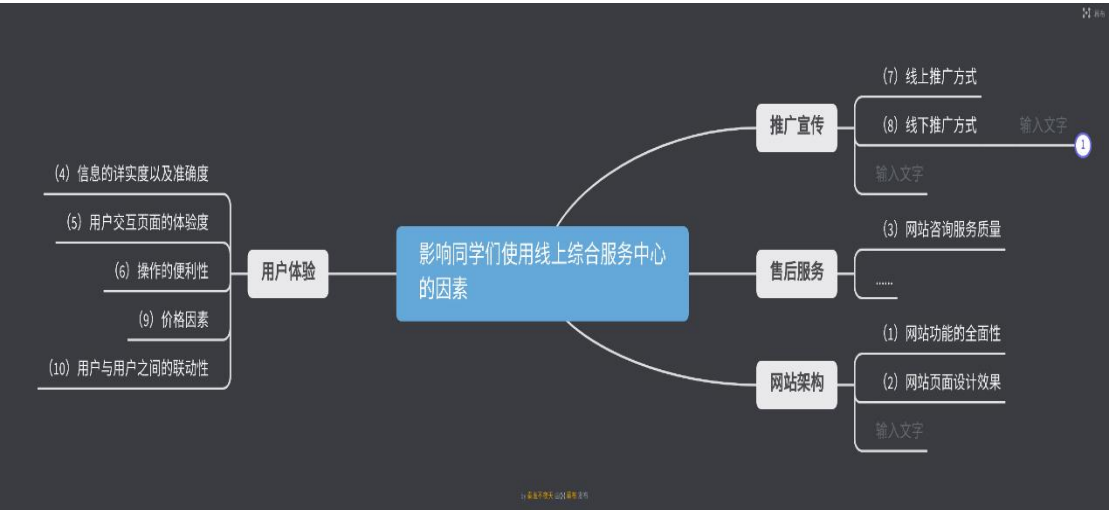 幕布
(7) 线上推广方式
推广宣传
(8) 线下推广方式
输入文字
1
输入文字
(4) 信息的详实度以及准确度
(5) 用户交互页面的体验度
(6) 操作的便利性
用户体验
(9) 价格因素
(10) 用户与用户之间的联动性
影响同学们使用线上综合服务中心
的因素
(3) 网站咨询服务质量
售后服务
......
(1) 网站功能的全面性
网站架构
(2) 网站页面设计效果
输入文字